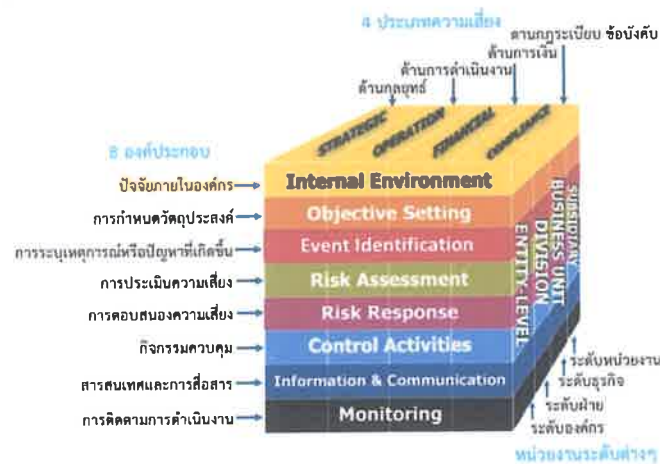 4 ประเภทความเสี่ยง
ด้านกฎระเบียบ ข้อบังคับ
ด้านการเงิน
ด้านการดำเนินงาน
ด้านกลยุทธ์
STRATEGIC
OPERATION
FINANCIAL
COMPLIANCE
8 องค์ประกอบ
ปัจจัยภายในองค์กร
Internal Environment
การกำหนดวัตถุประสงค์
Objective Setting
การระบุเหตุการณ์หรือปัญหาที่เกิดขึ้น
Event Identification
การประเมินความเสี่ยง
Risk Assessment
การตอบสนองความเสี่ยง
Risk Response
กิจกรรมควบคุม
Control Activities
สารสนเทศและการสื่อสาร
Information & Communication
การติดตามการดำเนินงาน
Monitoring
ENTITY-LEVEL
DIVISION
BUSINESS UNIT
SUBSIDIARY
ระดับหน่วยงาน
ระดับธุรกิจ
ระดับฝ่าย
ระดับองค์กร
หน่วยงานระดับต่างๆ